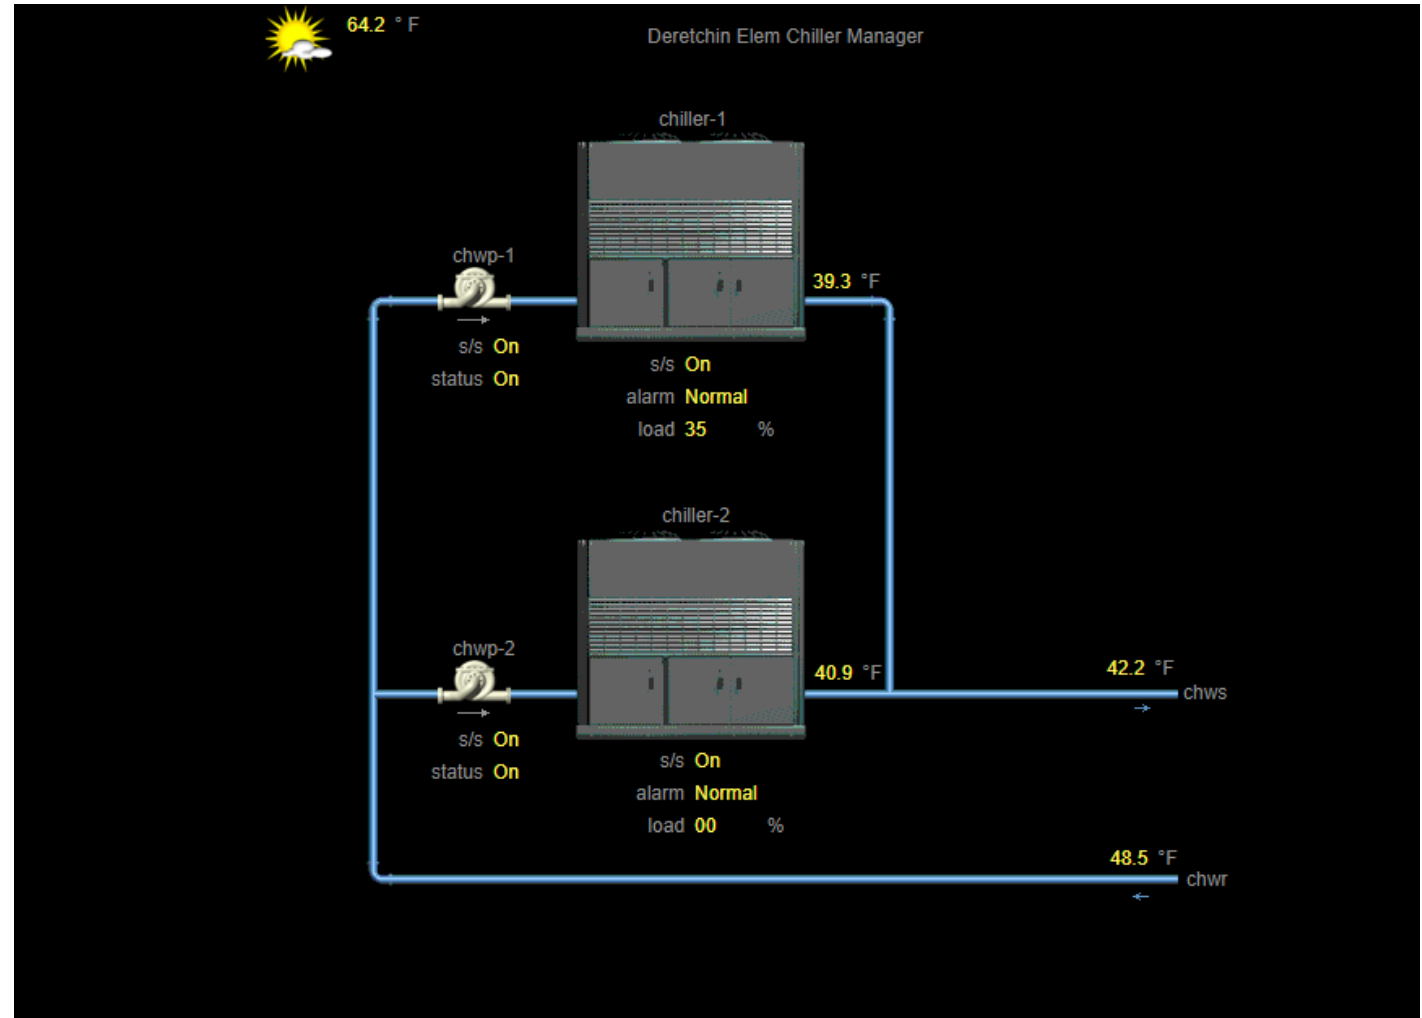 64.2 ° F
Deretchin Elem Chiller Manager
chiller-1
chwp-1
39.3 °F
s/s On
status On
s/s On
alarm Normal
load 35 %
chiller-2
chwp-2
40.9 °F
42.2 °F
chws
s/s On
status On
s/s On
alarm Normal
load 00 %
48.5 °F
chwr